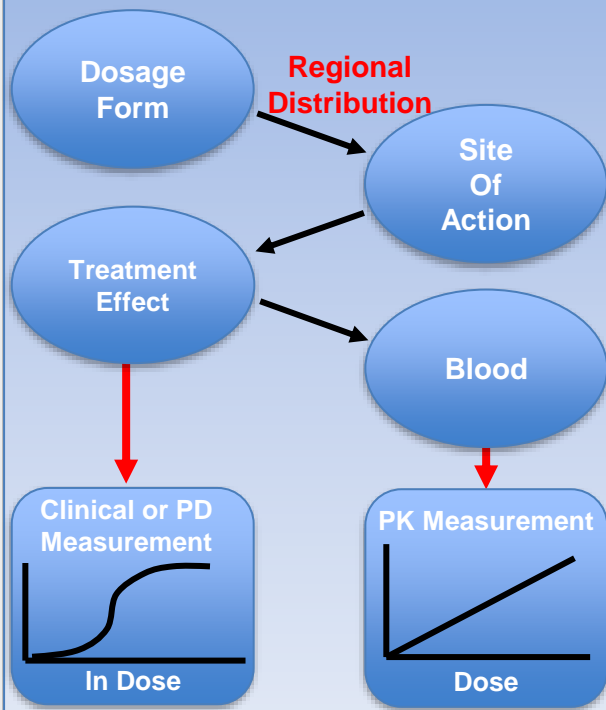 Dosage
Form
Regional
Distribution
Site
Of
Action
Treatment
Effect
Blood
Clinical or PD
Measurement
In Dose
PK Measurement
Dose